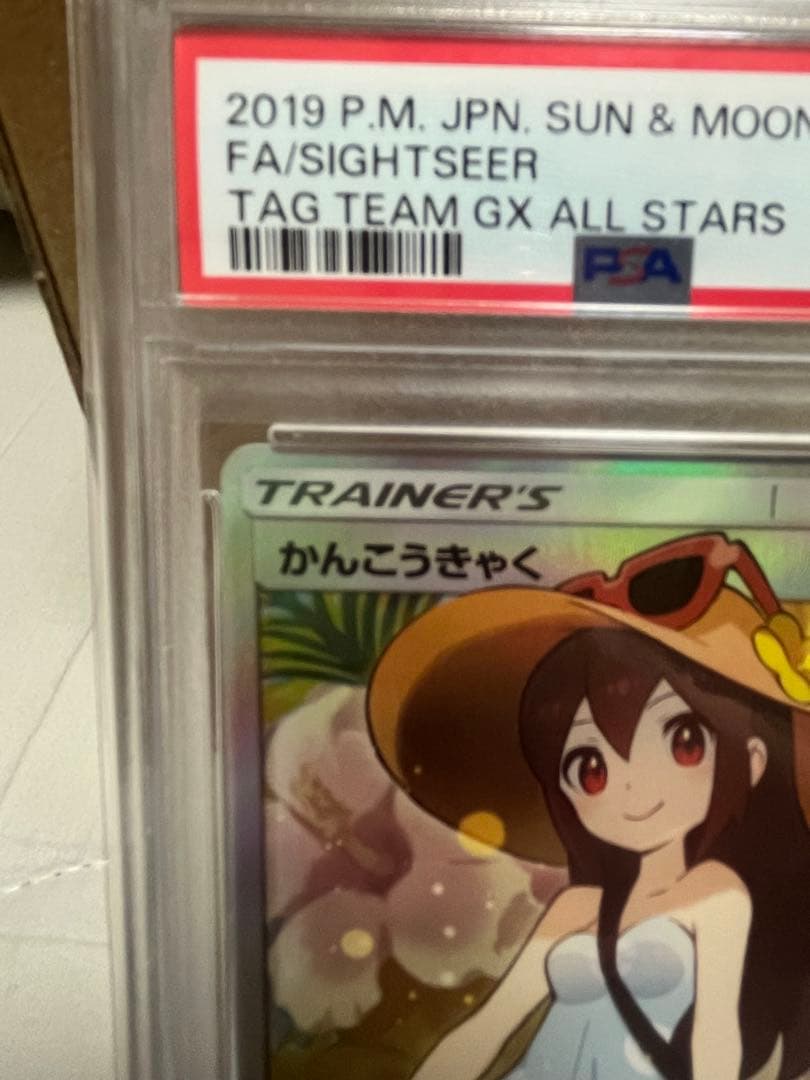 2019 P.M. JPN. SUN & MOON
FA/SIGHTSEER
TAG TEAM GX ALL STARS
PSA
TRAINER'S
かんこうきゃく